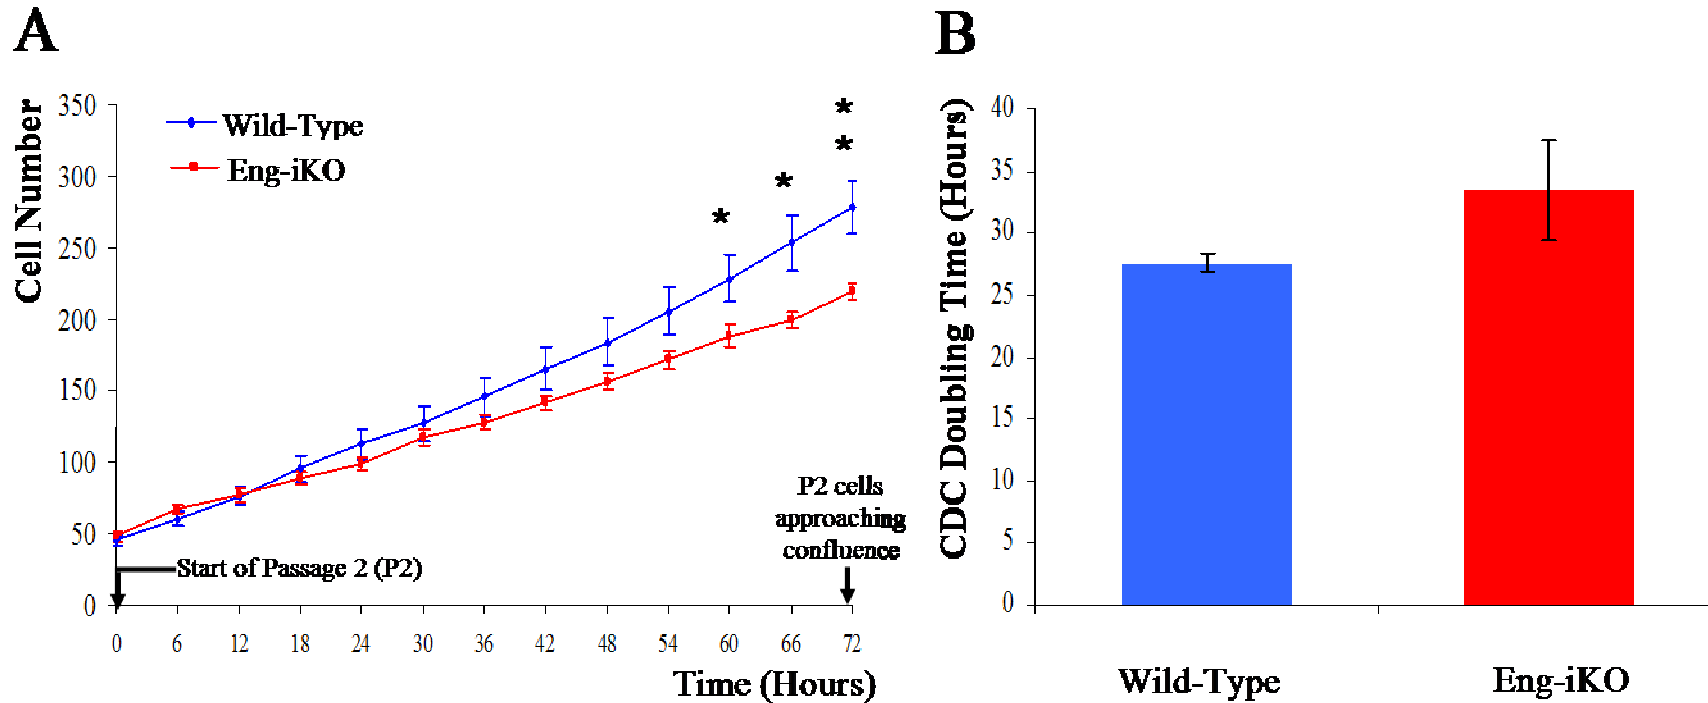 A
Cell Number
350
300
250
200
150
100
50
0
Wild-Type
Eng-iKO
*
*
*
*
P2 cells
approaching
confluence
Start of Passage 2 (P2)
0 6 12 18 24 30 36 42 48 54 60 66 72
Time (Hours)
B
CDC Doubling Time (Hours)
40
35
30
25
20
15
10
5
0
Wild-Type
Eng-iKO